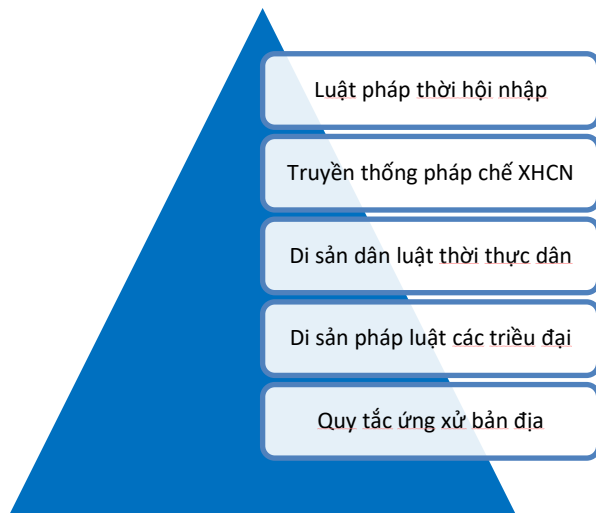 Luật pháp thời hội nhập
Truyền thống pháp chế XHCN
Di sản dân luật thời thực dân
Di sản pháp luật các triều đại
Quy tắc ứng xử bản địa